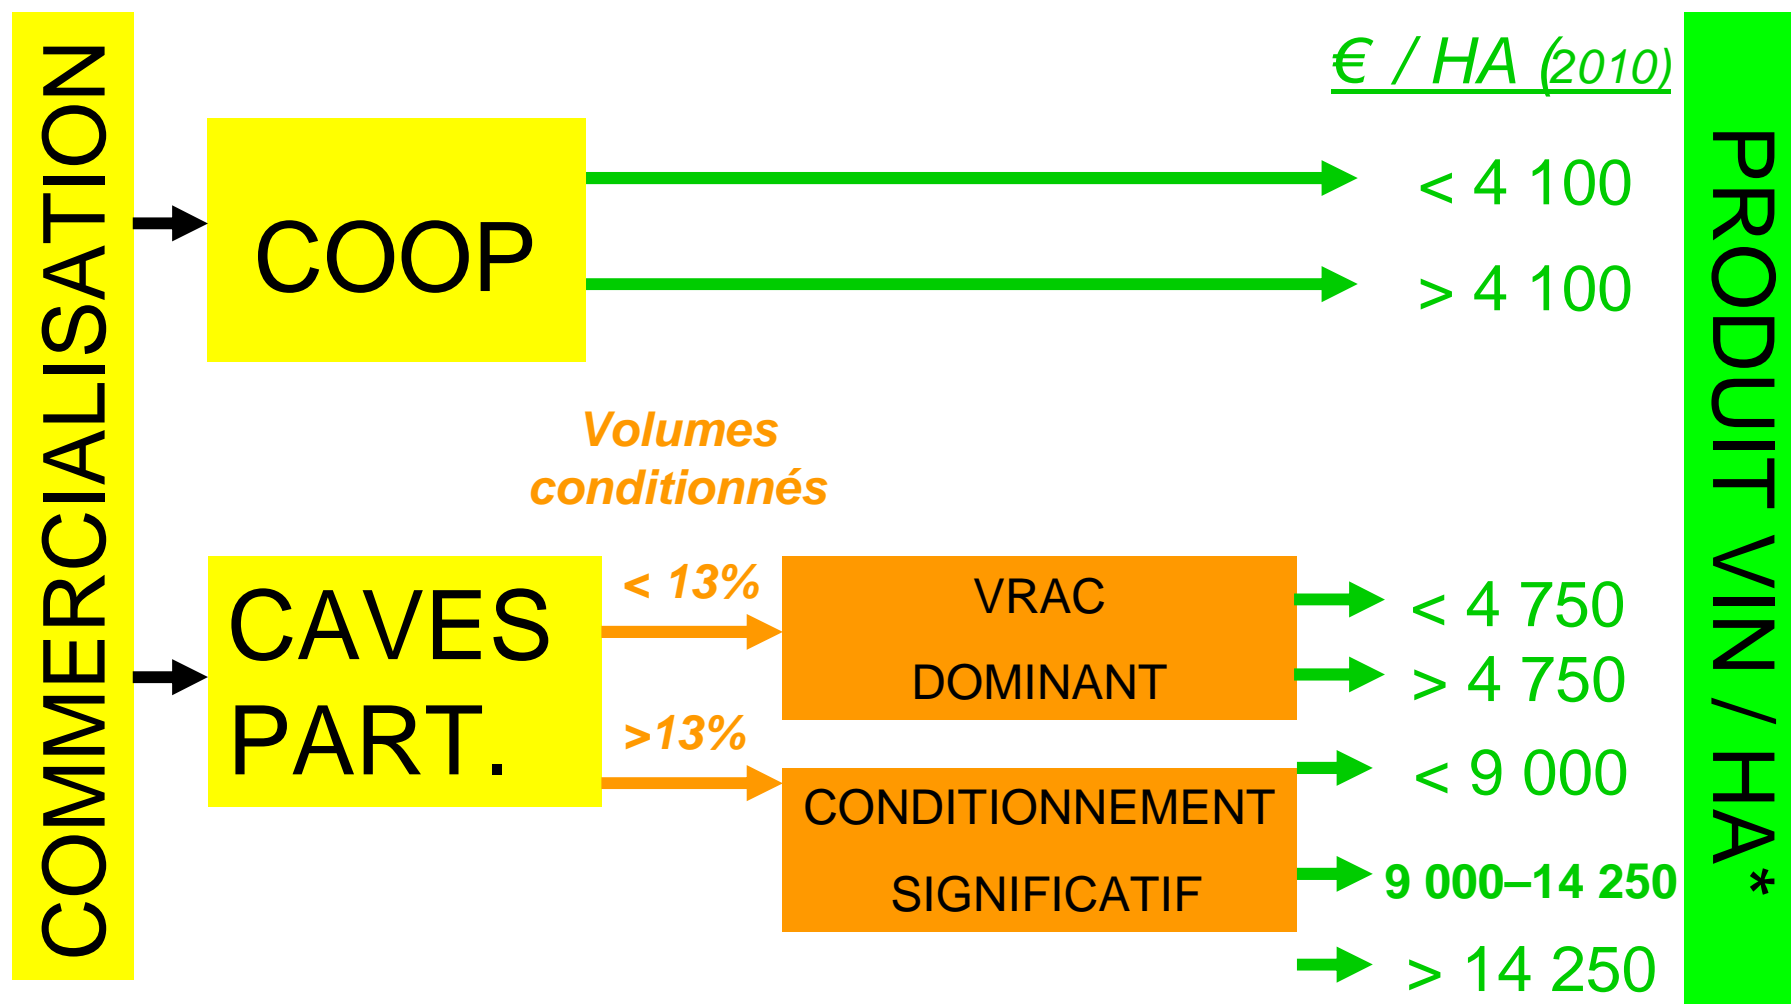 COMMERCIALISATION
€ / HA (2010)
COOP
< 4 100
> 4 100
Volumes
conditionnés
CAVES
PART.
< 13%
>13%
VRAC
DOMINANT
< 4 750
> 4 750
CONDITIONNEMENT
SIGNIFICATIF
< 9 000
9 000–14 250
> 14 250
PRODUIT VIN / HA*